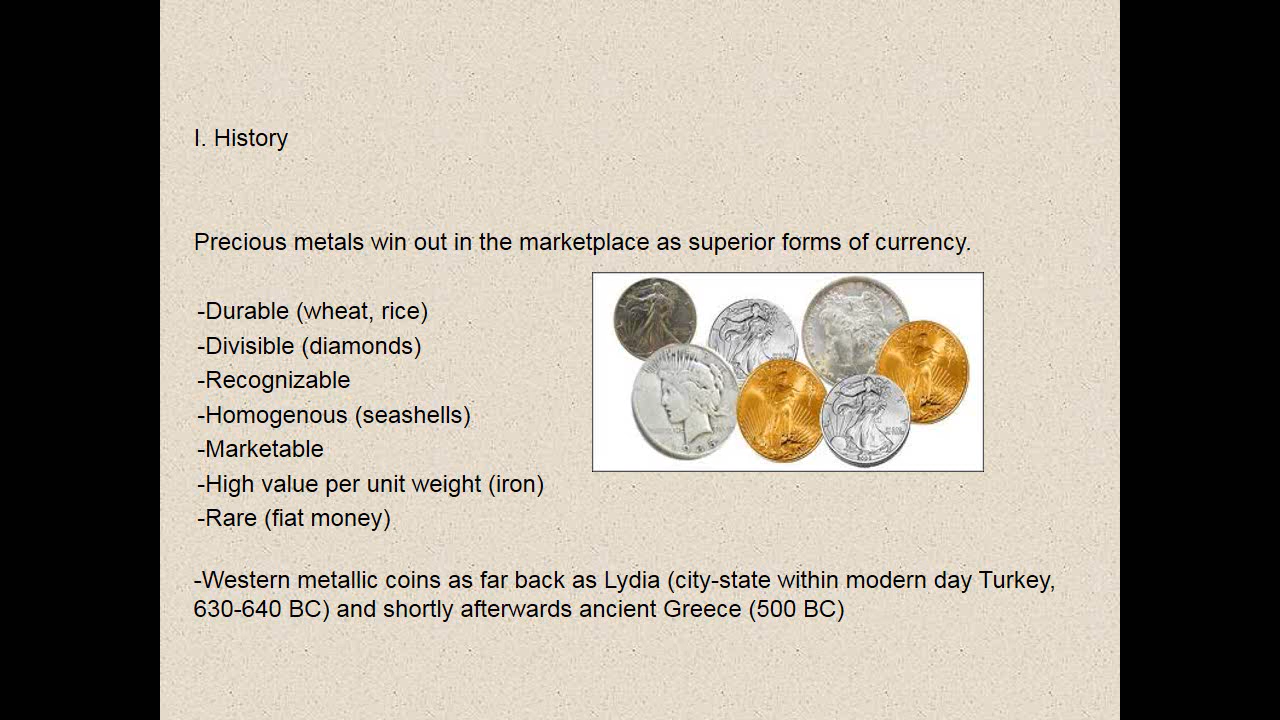 I. History
Precious metals win out in the marketplace as superior forms of currency.
-Durable (wheat, rice)
-Divisible (diamonds)
-Recognizable
-Homogenous (seashells)
-Marketable
-High value per unit weight (iron)
-Rare (fiat money)
-Western metallic coins as far back as Lydia (city-state within modern day Turkey,
630-640 BC) and shortly afterwards ancient Greece (500 BC)